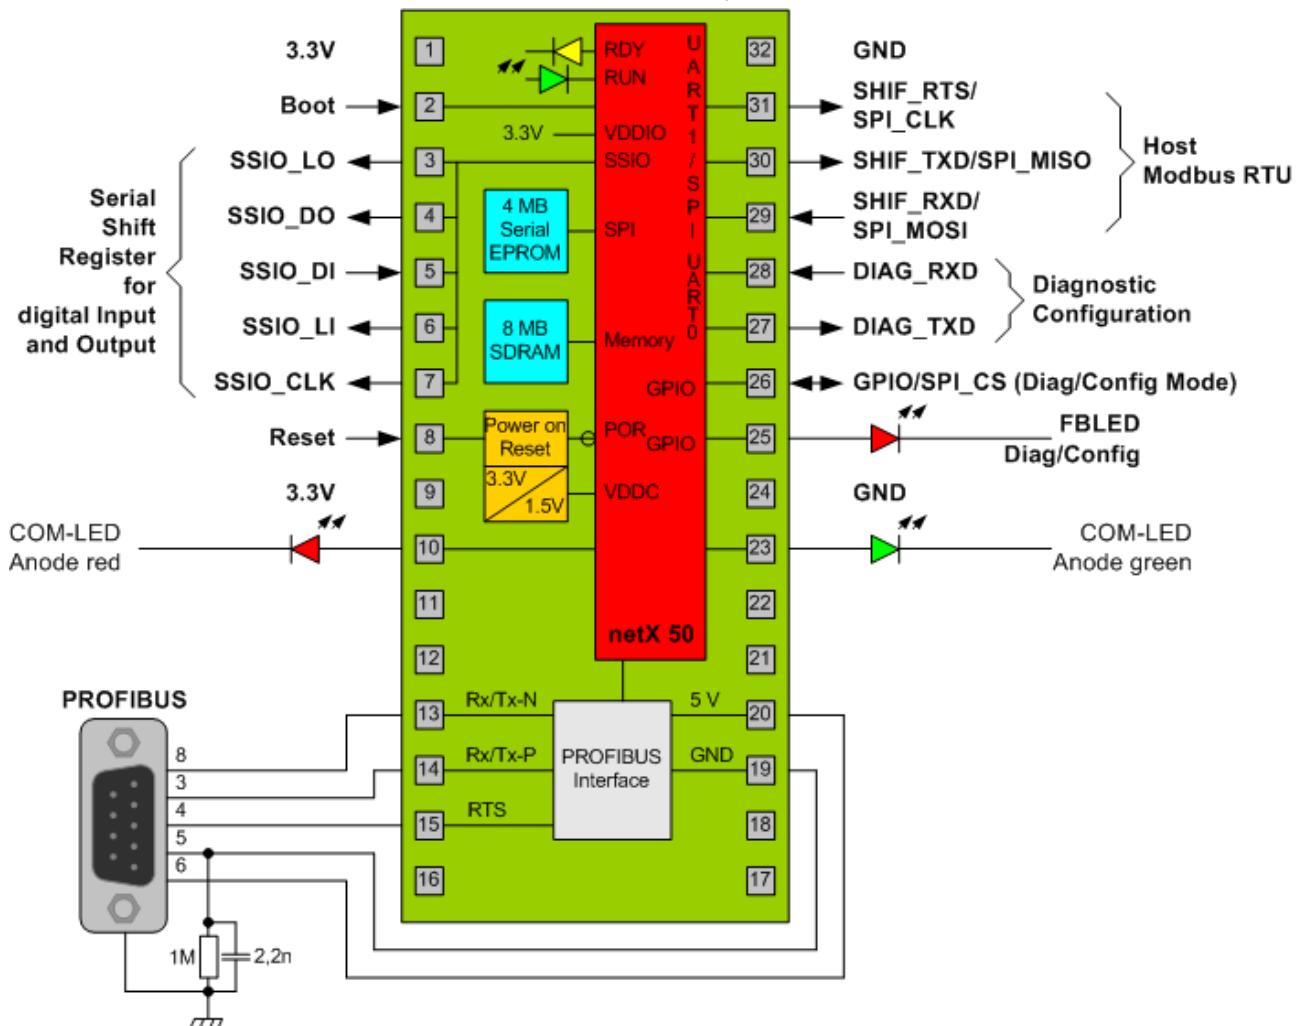 3.3V
Boot
SSIO_LO
SSIO_DO
SSIO_DI
SSIO_LI
SSIO_CLK
Reset
3.3V
Serial
Shift
Register
for
digital Input
and Output
COM-LED
Anode red
1
2
3
4
5
6
7
8
9
10
11
12
13
14
15
16
RDY
RUN
3.3V
VDDIO
SSIO
4 MB
Serial
EPROM
SPI
8 MB
SDRAM
Memory
GPIO
Power on
Reset
POR
GPIO
3.3V
1.5V
VDDC
UART1/SPI
UART0
netX 50
Rx/Tx-N
Rx/Tx-P
RTS
PROFIBUS
Interface
5 V
GND
32
31
30
29
28
27
26
25
24
23
22
21
20
19
18
17
GND
SHIF_RTS/
SPI_CLK
SHIF_TXD/SPI_MISO
SHIF_RXD/
SPI_MOSI
Host
Modbus RTU
DIAG_RXD
DIAG_TXD
Diagnostic
Configuration
GPIO/SPI_CS (Diag/Config Mode)
FBLED
Diag/Config
GND
COM-LED
Anode green
PROFIBUS
8
3
4
5
6
1M
2,2n